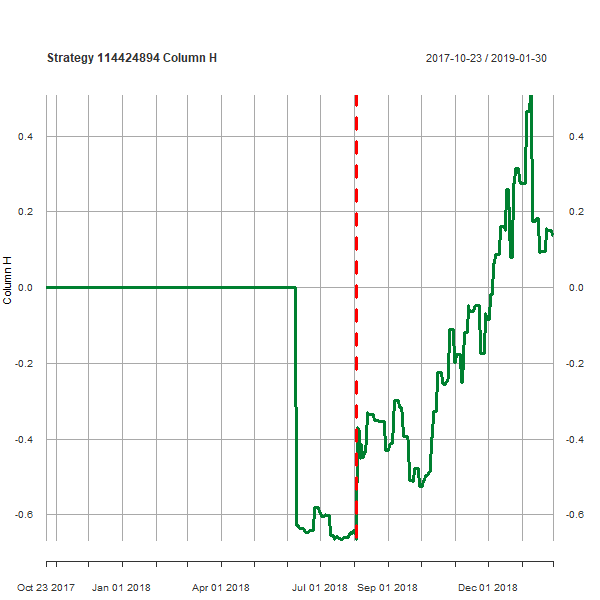 Strategy 114424894 Column H
2017-10-23 / 2019-01-30
0.4 0.4
0.2 0.2
0.0 0.0
-0.2 -0.2
-0.4 -0.4
-0.6 -0.6
Column H
Oct 23 2017 Jan 01 2018 Apr 01 2018 Jul 01 2018 Sep 01 2018 Dec 01 2018